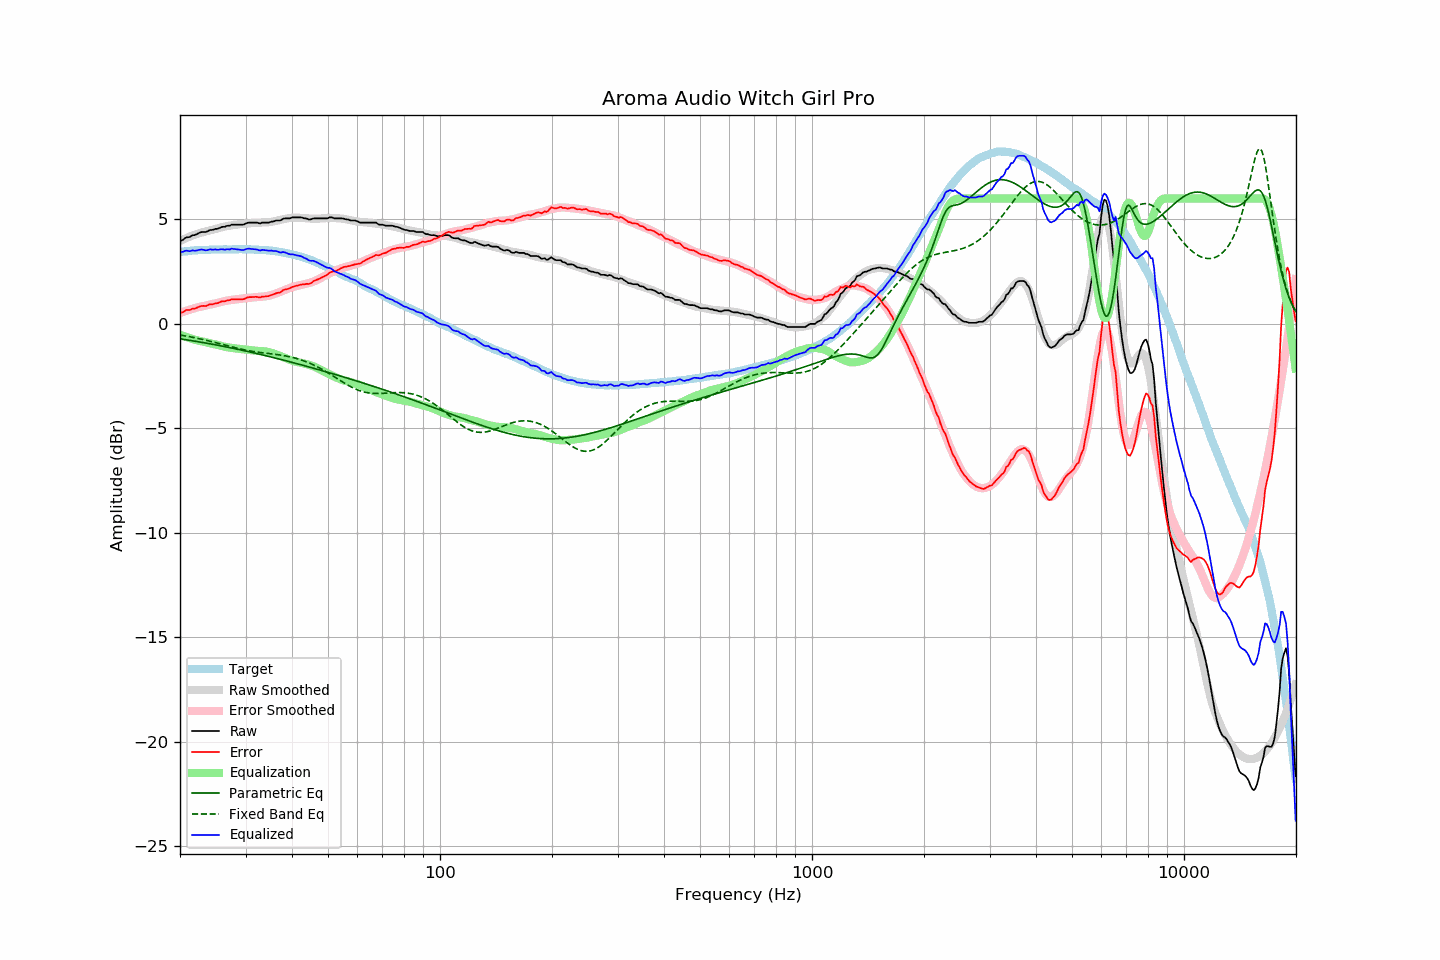 Aroma Audio Witch Girl Pro
Amplitude (dBr)
5
0
−5
−10
−15
−20
−25
Target
Raw Smoothed
Error Smoothed
Raw
Error
Equalization
Parametric Eq
Fixed Band Eq
Equalized
100
1000
10000
Frequency (Hz)